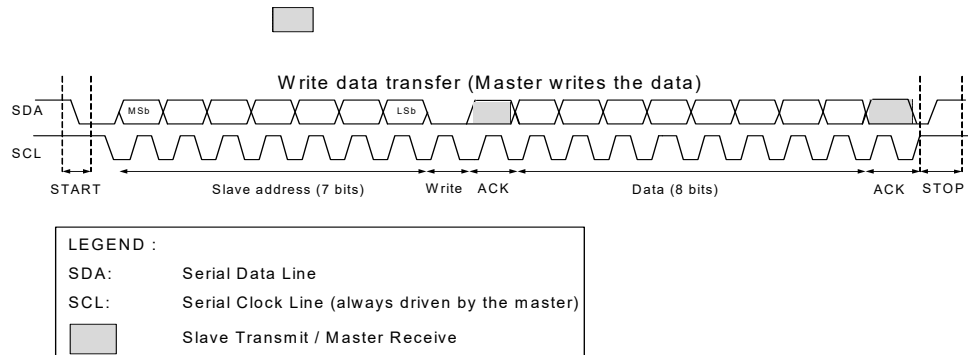 Write data transfer (Master writes the data)
SDA MSb LSb
SCL
START Slave address (7 bits) Write ACK Data (8 bits) ACK STOP
LEGEND :
SDA: Serial Data Line
SCL: Serial Clock Line (always driven by the master)
Slave Transmit / Master Receive